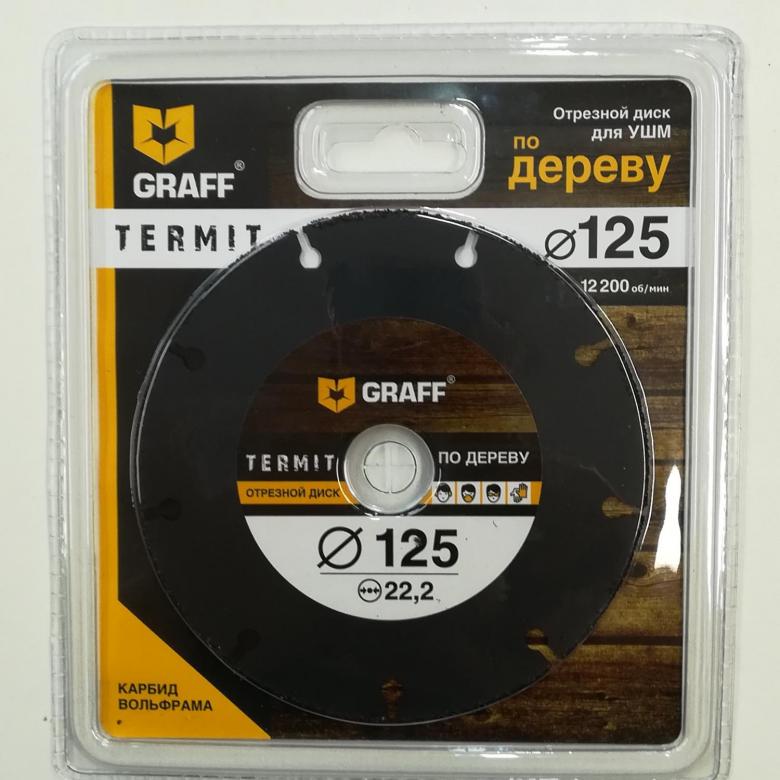 GRAFF®
Отрезной диск
для УШМ
по
дереву
TERMIT
⌀125
12 200 об/мин
GRAFF®
TERMIT
ПО ДЕРЕВУ
ОТРЕЗНОЙ ДИСК
⌀ 125
22,2
КАРБИД
ВОЛЬФРАМА